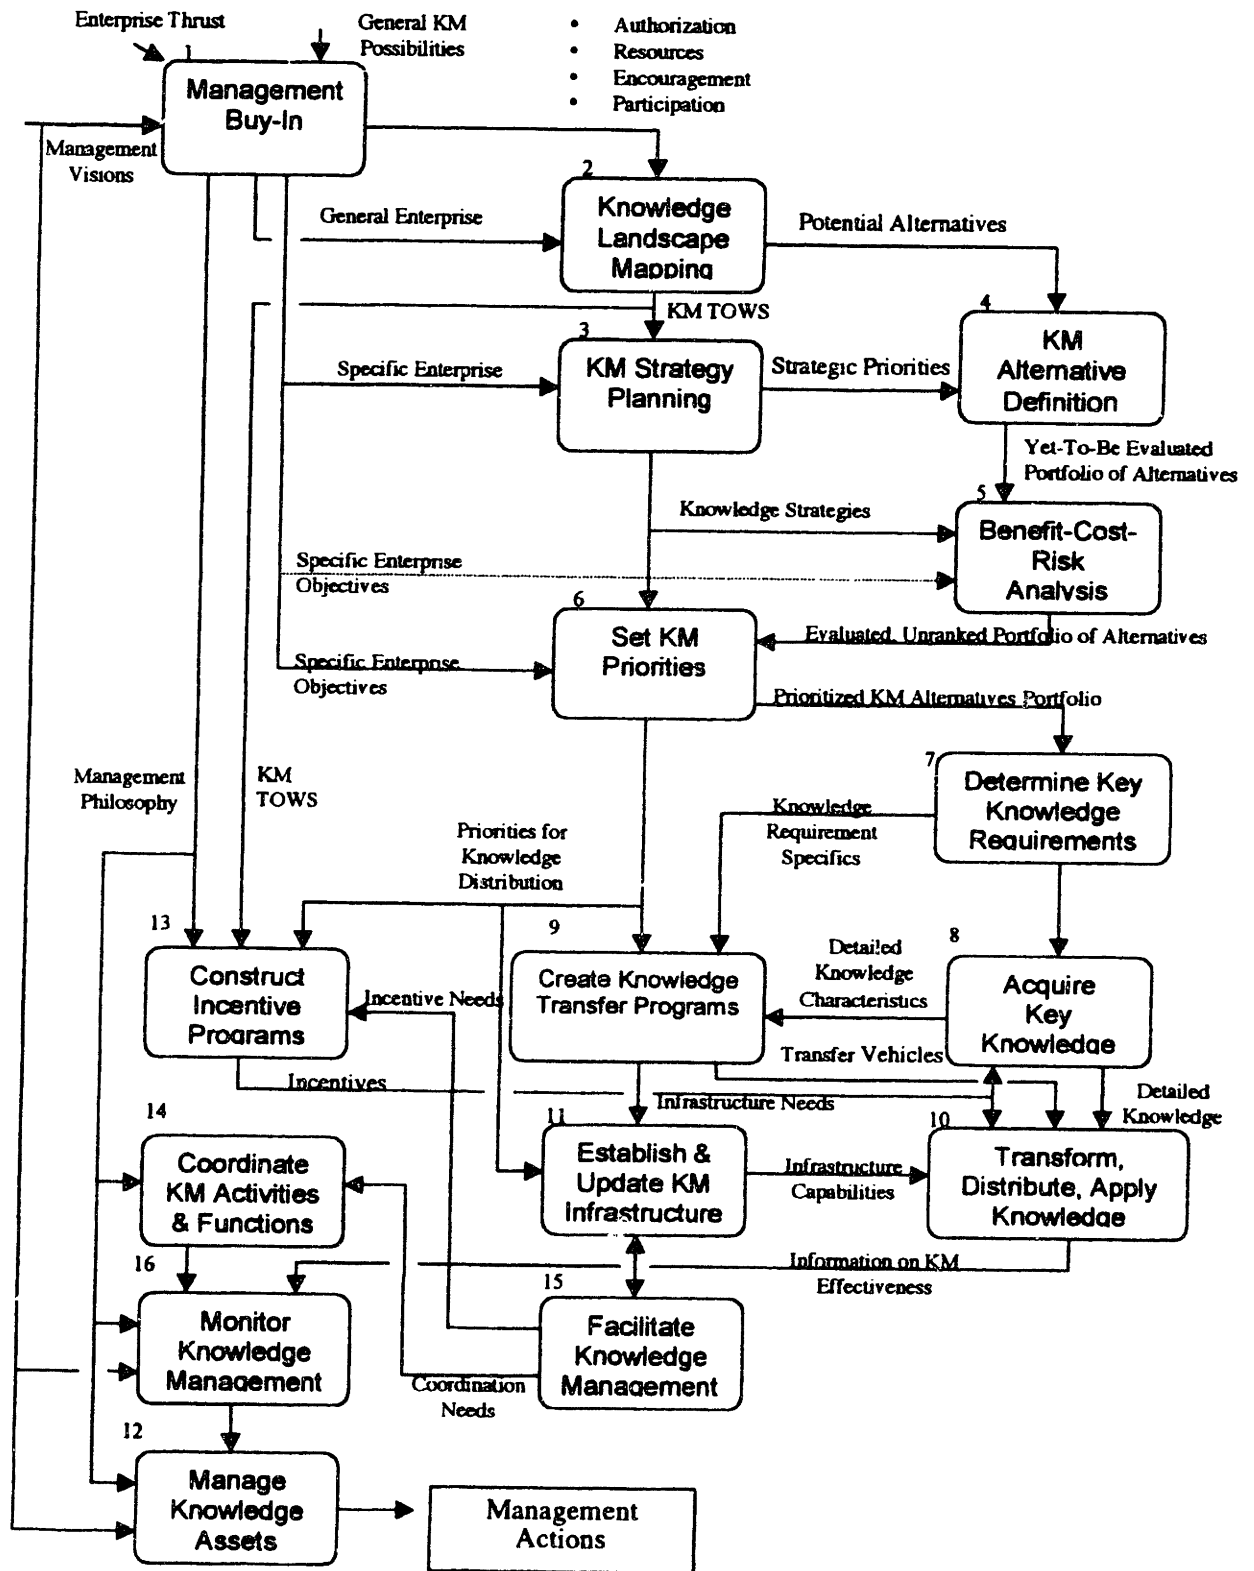 Enterprise Thrust
General KM
Possibilities
• Authorization
• Resources
• Encouragement
• Participation
1
Management
Buy-In
Management
Visions
2
Knowledge
Landscape
Mapping
General Enterprise
Potential Alternatives
KM TOWS
3
KM Strategy
Planning
Specific Enterprise
Strategic Priorities
4
KM
Alternative
Definition
Yet-To-Be Evaluated
Portfolio of Alternatives
5
Benefit-Cost-
Risk
Analysis
Knowledge Strategies
Specific Enterprise
Objectives
6
Set KM
Priorities
Evaluated, Unranked Portfolio of Alternatives
Specific Enterprise
Objectives
Prioritized KM Alternatives Portfolio
7
Determine Key
Knowledge
Requirements
Management
Philosophy
KM
TOWS
Knowledge
Requirement
Specifics
Priorities for
Knowledge
Distribution
13
Construct
Incentive
Programs
Incentive Needs
9
Create Knowledge
Transfer Programs
Detailed
Knowledge
Characteristics
8
Acquire
Key
Knowledge
Transfer Vehicles
Incentives
Infrastructure Needs
Detailed
Knowledge
14
Coordinate
KM Activities
& Functions
11
Establish &
Update KM
Infrastructure
Infrastructure
Capabilities
10
Transform,
Distribute, Apply
Knowledge
16
Monitor
Knowledge
Management
15
Facilitate
Knowledge
Management
Information on KM
Effectiveness
Coordination
Needs
12
Manage
Knowledge
Assets
Management
Actions